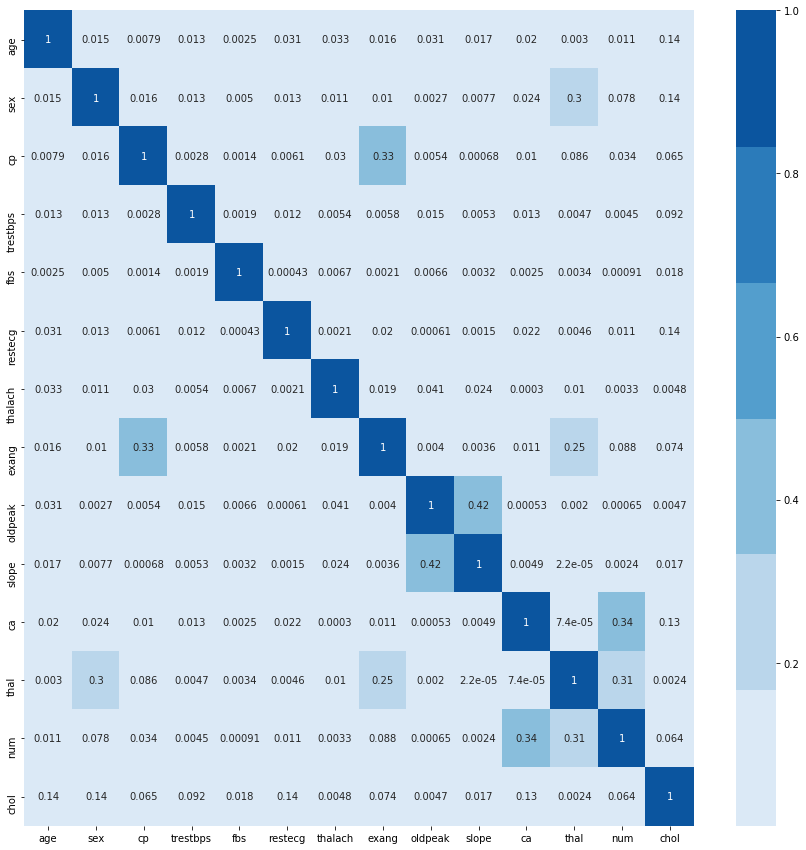 1.0
age 1 0.015 0.0079 0.013 0.0025 0.031 0.033 0.016 0.031 0.017 0.02 0.003 0.011 0.14
sex 0.015 1 0.016 0.013 0.005 0.013 0.011 0.01 0.0027 0.0077 0.024 0.3 0.078 0.14
cp 0.0079 0.016 1 0.0028 0.0014 0.0061 0.03 0.33 0.0054 0.00068 0.01 0.086 0.034 0.065
0.8
trestbps 0.013 0.013 0.0028 1 0.0019 0.012 0.0054 0.0058 0.015 0.0053 0.013 0.0047 0.0045 0.092
fbs 0.0025 0.005 0.0014 0.0019 1 0.00043 0.0067 0.0021 0.0066 0.0032 0.0025 0.0034 0.00091 0.018
restecg 0.031 0.013 0.0061 0.012 0.00043 1 0.0021 0.02 0.00061 0.0015 0.022 0.0046 0.011 0.14
0.6
thalach 0.033 0.011 0.03 0.0054 0.0067 0.0021 1 0.019 0.041 0.024 0.0003 0.01 0.0033 0.0048
exang 0.016 0.01 0.33 0.0058 0.0021 0.02 0.019 1 0.004 0.0036 0.011 0.25 0.088 0.074
0.4
oldpeak 0.031 0.0027 0.0054 0.015 0.0066 0.00061 0.041 0.004 1 0.42 0.00053 0.002 0.00065 0.0047
slope 0.017 0.0077 0.00068 0.0053 0.0032 0.0015 0.024 0.0036 0.42 1 0.0049 2.2e-05 0.0024 0.017
ca 0.02 0.024 0.01 0.013 0.0025 0.022 0.0003 0.011 0.00053 0.0049 1 7.4e-05 0.34 0.13
0.2
thal 0.003 0.3 0.086 0.0047 0.0034 0.0046 0.01 0.25 0.002 2.2e-05 7.4e-05 1 0.31 0.0024
num 0.011 0.078 0.034 0.0045 0.00091 0.011 0.0033 0.088 0.00065 0.0024 0.34 0.31 1 0.064
chol 0.14 0.14 0.065 0.092 0.018 0.14 0.0048 0.074 0.0047 0.017 0.13 0.0024 0.064 1
age sex cp trestbps fbs restecg thalach exang oldpeak slope ca thal num chol